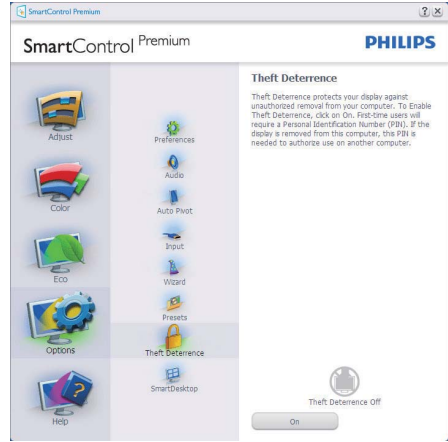 SmartControl Premium
SmartControl Premium
PHILIPS
Adjust
Color
Eco
Options
Help
Preferences
Audio
Auto Pivot
Input
Wizard
Presets
Theft Deterrence
SmartDesktop
Theft Deterrence
Theft Deterrence protects your display against
unauthorized removal from your computer. To Enable
Theft Deterrence, click on On. First-time users will
require a Personal Identification Number (PIN). If the
display is removed from this computer, this PIN is
needed to authorize use on another computer.
Theft Deterrence Off
On